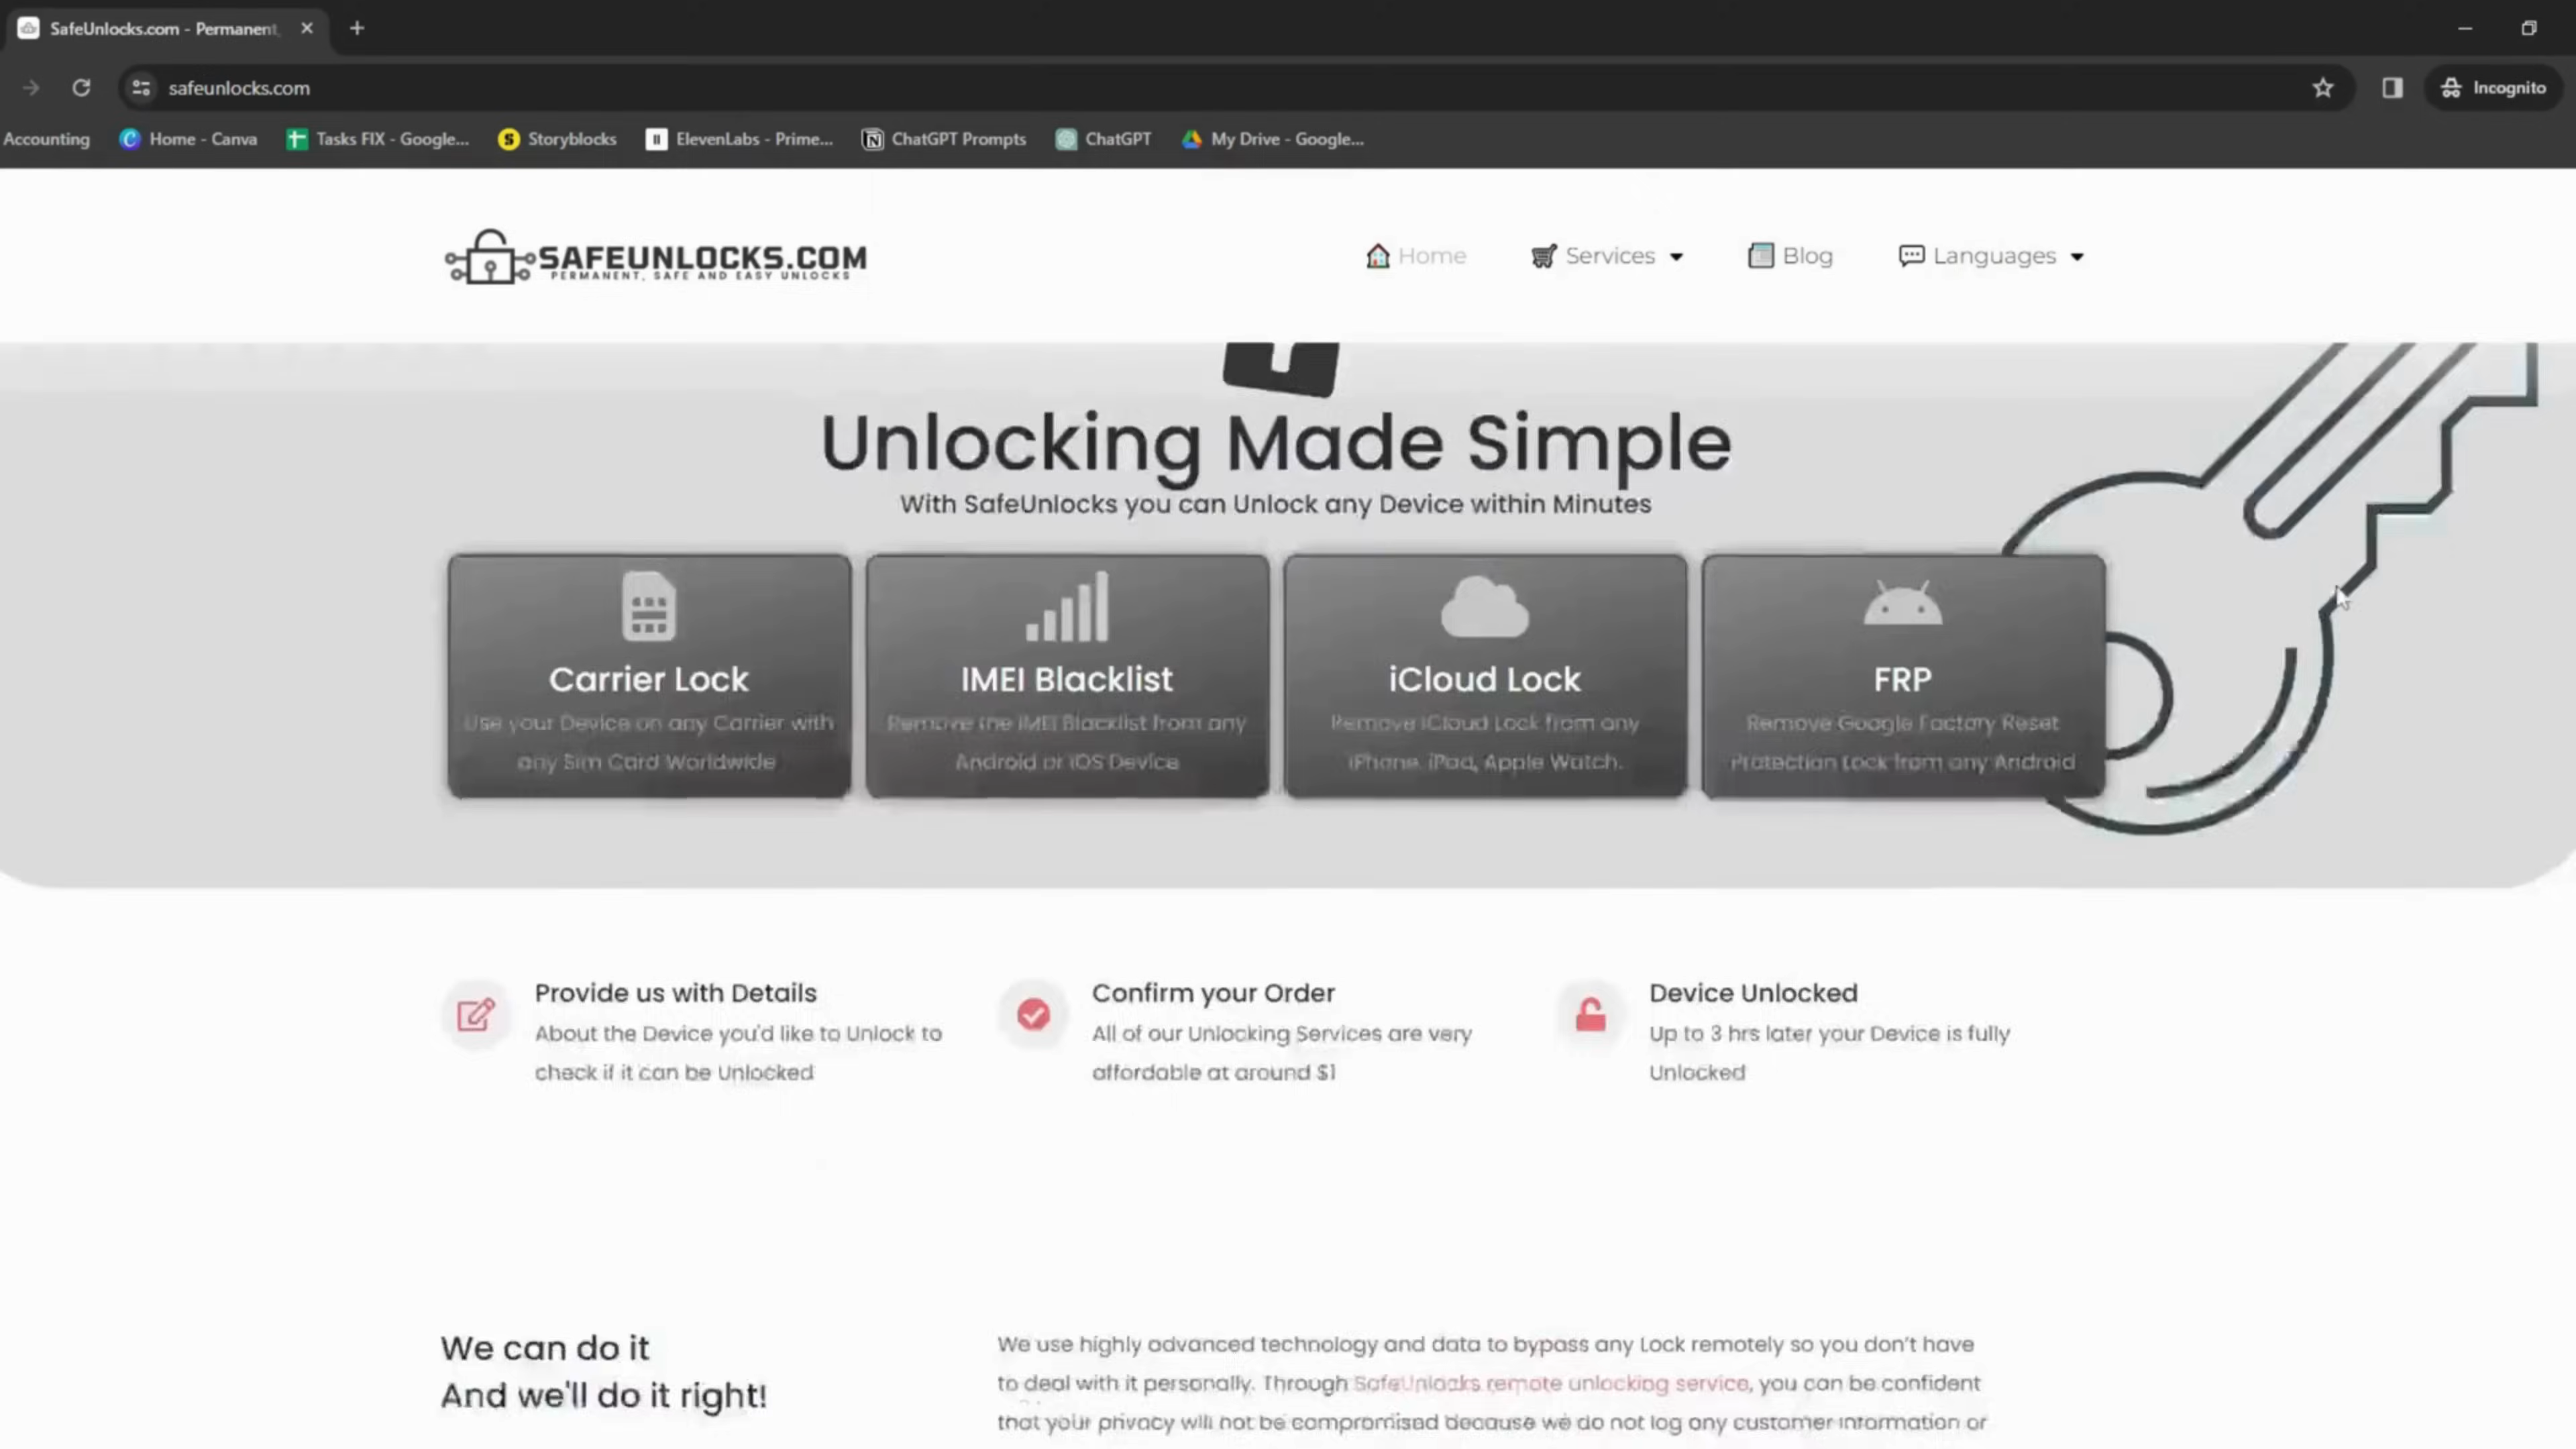 SafeUnlocks.com - Permanent,
safeunlocks.com
Incognito
Accounting
Home - Canva
Tasks FIX - Google...
Storyblocks
ElevenLabs - Prime...
ChatGPT Prompts
ChatGPT
My Drive - Google...
SAFEUNLOCKS.COM
PERMANENT, SAFE AND EASY UNLOCKS
Home
Services
Blog
Languages
Unlocking Made Simple
With SafeUnlocks you can Unlock any Device within Minutes
Carrier Lock
Use your Device on any Carrier with
any Sim Card Worldwide
IMEI Blacklist
Remove the IMEI Blacklist from any
Android or iOS Device
iCloud Lock
Remove iCloud Lock from any
iPhone, iPad, Apple Watch.
FRP
Remove Google Factory Reset
Protection Lock from any Android
Provide us with Details
About the Device you'd like to Unlock to
check if it can be Unlocked
Confirm your Order
All of our Unlocking Services are very
affordable at around $1
Device Unlocked
Up to 3 hrs later your Device is fully
Unlocked
We can do it
And we'll do it right!
We use highly advanced technology and data to bypass any Lock remotely so you don't have
to deal with it personally. Through SafeUnlocks remote unlocking service, you can be confident
that your privacy will not be compromised because we do not log any customer information or